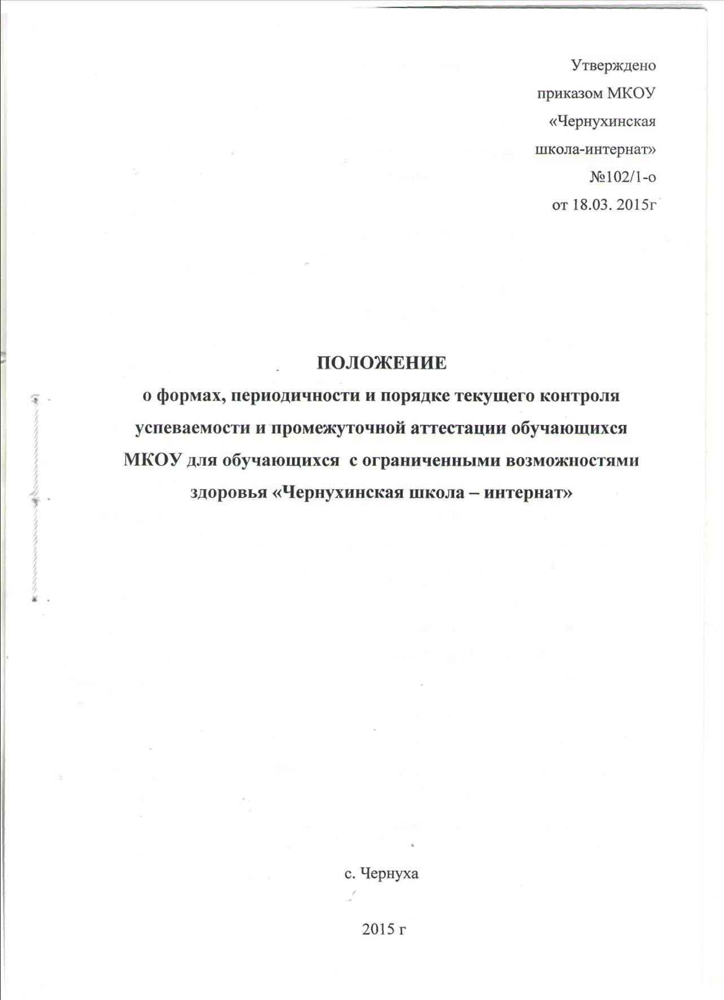 Утверждено
приказом МКОУ
«Чернухинская
школа-интернат»
№102/1-о
от 18.03. 2015г
ПОЛОЖЕНИЕ
о формах, периодичности и порядке текущего контроля
успеваемости и промежуточной аттестации обучающихся
МКОУ для обучающихся  с ограниченными возможностями
здоровья «Чернухинская школа – интернат»
с. Чернуха
2015 г